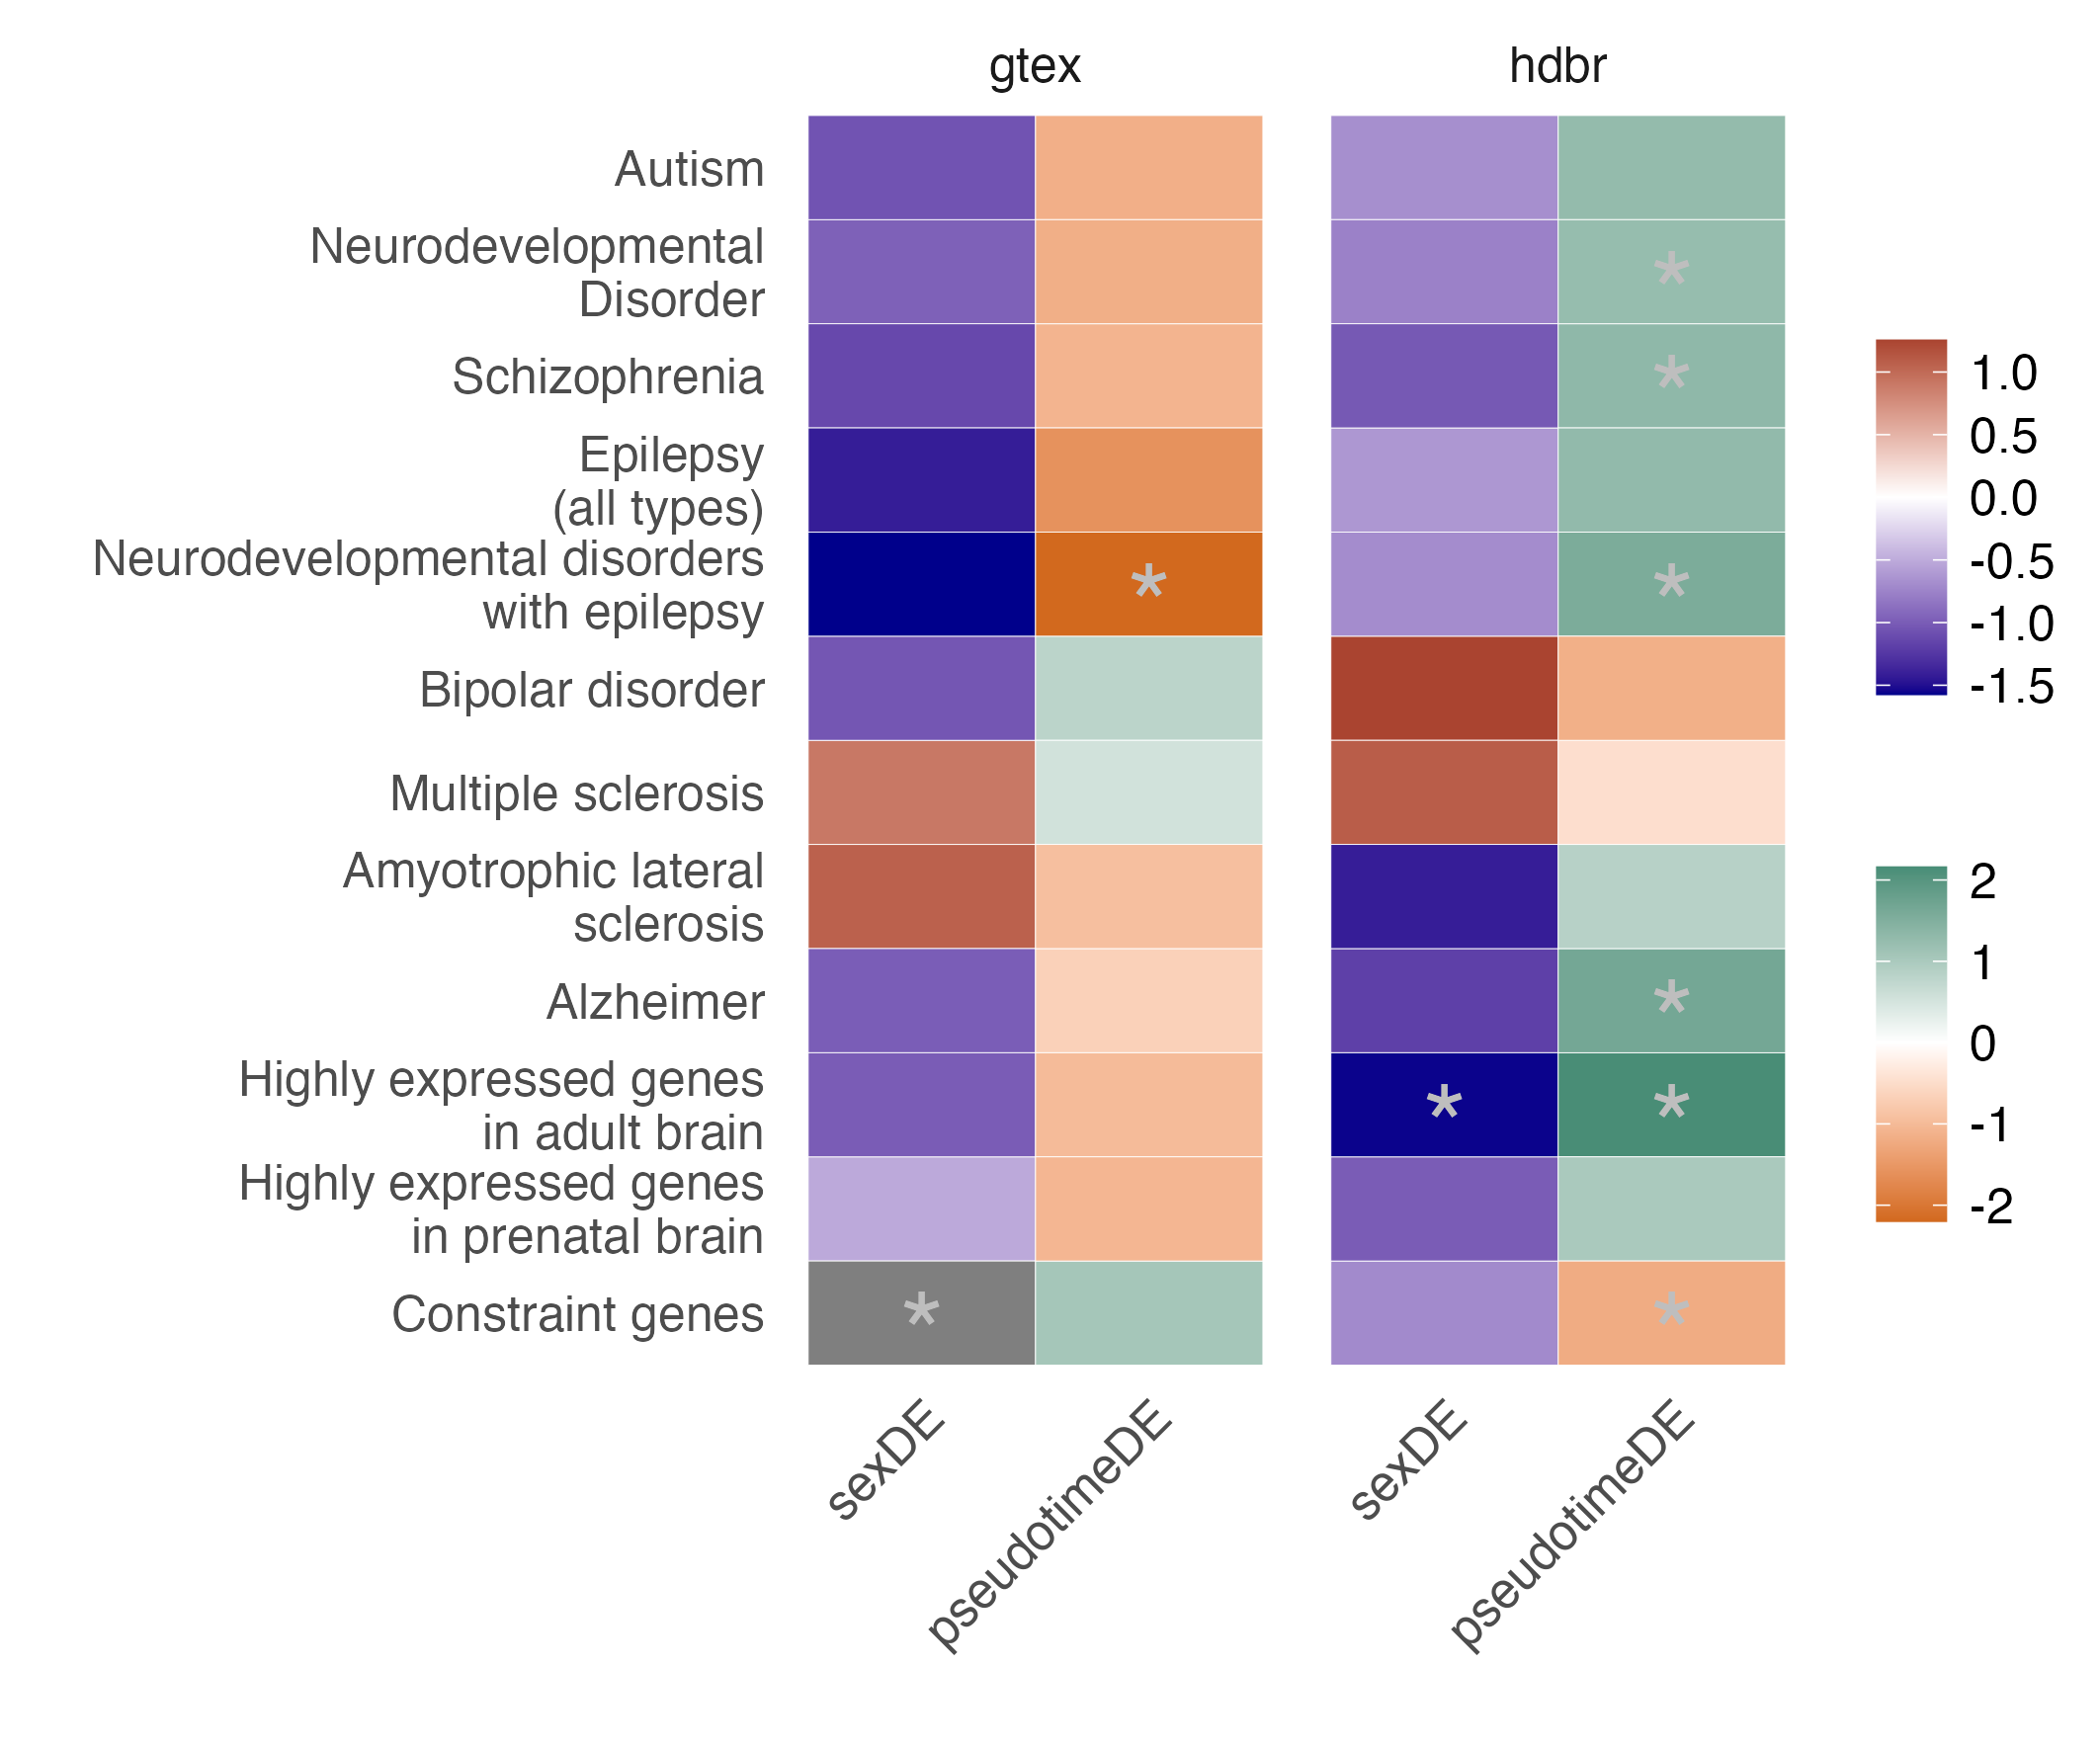 gtex
hdbr
Autism
Neurodevelopmental
Disorder
*
Schizophrenia
*
Epilepsy
(all types)
Neurodevelopmental disorders
with epilepsy
*
*
Bipolar disorder
Multiple sclerosis
Amyotrophic lateral
sclerosis
Alzheimer
*
Highly expressed genes
in adult brain
*
*
Highly expressed genes
in prenatal brain
Constraint genes
*
*
sexDE
pseudotimeDE
sexDE
pseudotimeDE
1.0
0.5
0.0
-0.5
-1.0
-1.5
2
1
0
-1
-2